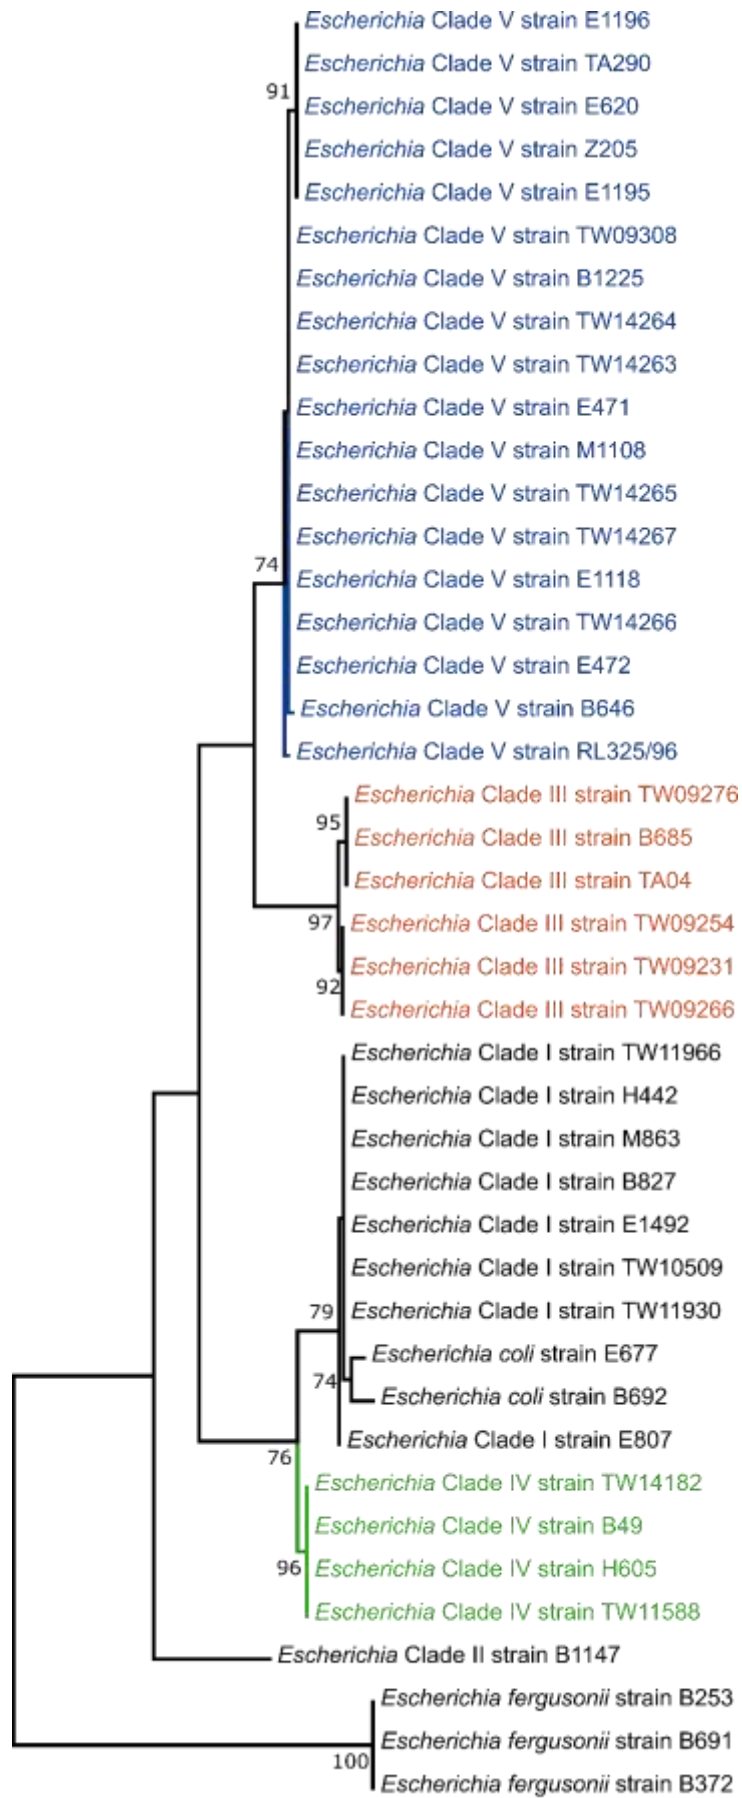 Escherichia Clade V strain E1196
Escherichia Clade V strain TA290
91
Escherichia Clade V strain E620
Escherichia Clade V strain Z205
Escherichia Clade V strain E1195
Escherichia Clade V strain TW09308
Escherichia Clade V strain B1225
Escherichia Clade V strain TW14264
Escherichia Clade V strain TW14263
Escherichia Clade V strain E471
Escherichia Clade V strain M1108
Escherichia Clade V strain TW14265
Escherichia Clade V strain TW14267
74
Escherichia Clade V strain E1118
Escherichia Clade V strain TW14266
Escherichia Clade V strain E472
Escherichia Clade V strain B646
Escherichia Clade V strain RL325/96
Escherichia Clade III strain TW09276
95
Escherichia Clade III strain B685
Escherichia Clade III strain TA04
97
Escherichia Clade III strain TW09254
Escherichia Clade III strain TW09231
92
Escherichia Clade III strain TW09266
Escherichia Clade I strain TW11966
Escherichia Clade I strain H442
Escherichia Clade I strain M863
Escherichia Clade I strain B827
Escherichia Clade I strain E1492
Escherichia Clade I strain TW10509
79
Escherichia Clade I strain TW11930
Escherichia coli strain E677
74
Escherichia coli strain B692
Escherichia Clade I strain E807
76
Escherichia Clade IV strain TW14182
Escherichia Clade IV strain B49
96
Escherichia Clade IV strain H605
Escherichia Clade IV strain TW11588
Escherichia Clade II strain B1147
Escherichia fergusonii strain B253
Escherichia fergusonii strain B691
100
Escherichia fergusonii strain B372